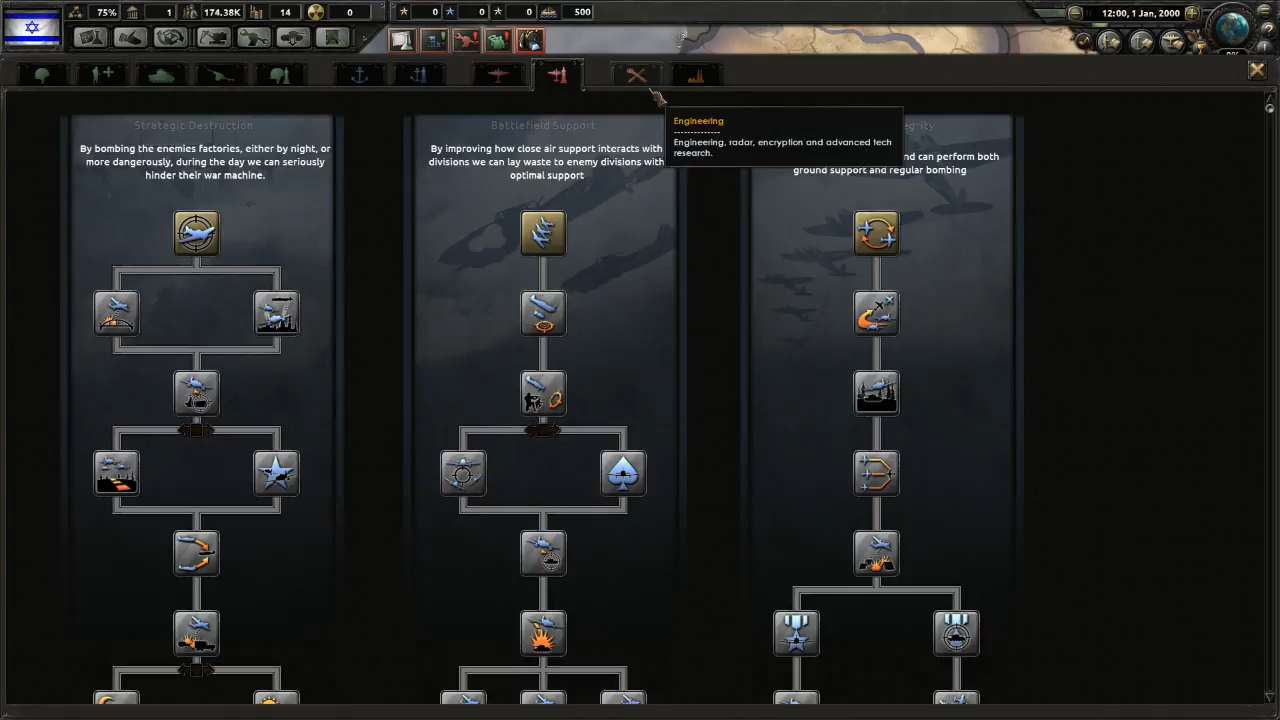 75%
1
174.38K
14
0
0
0
0
500
12:00, 1 Jan, 2000
Engineering
--------------
Engineering, radar, encryption and advanced tech
research.
Strategic Destruction
By bombing the enemies factories, either by night, or
more dangerously, during the day we can seriously
hinder their war machine.
Battlefield Support
By improving how close air support interacts with
divisions we can lay waste to enemy divisions with
optimal support
can perform both
ground support and regular bombing